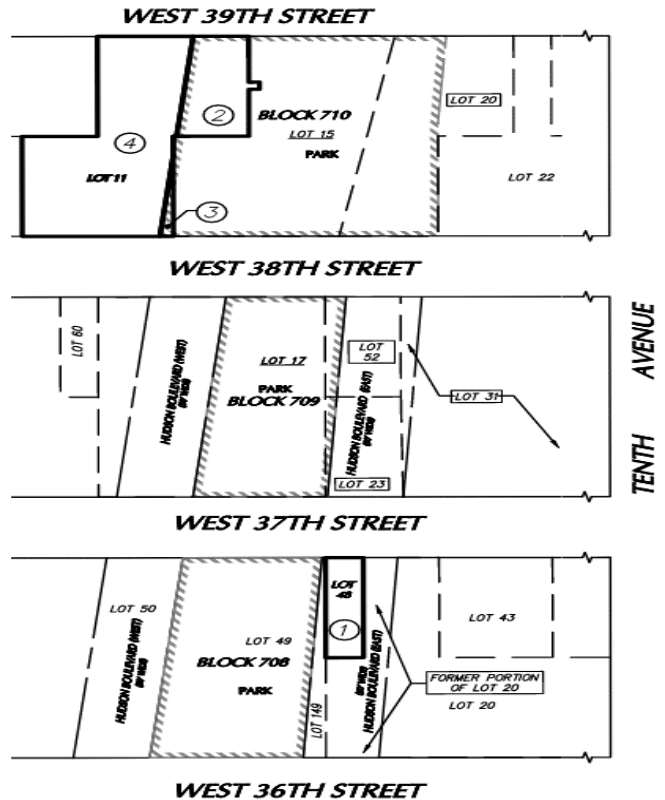 WEST 39TH STREET
②
BLOCK 710
LOT 20
LOT 15
④
PARK
LOT 11
LOT 22
③
WEST 38TH STREET
LOT 60
HUDSON BOULEVARD (WEST)
LOT 17
PARK
BLOCK 709
LOT
52
HUDSON BOULEVARD (EAST)
LOT 31
LOT 23
TENTH AVENUE
WEST 37TH STREET
LOT 50
HUDSON BOULEVARD (WEST)
LOT 49
BLOCK 708
PARK
LOT 149
LOT
48
①
HUDSON BOULEVARD (EAST)
LOT 43
FORMER PORTION
OF LOT 20
LOT 20
WEST 36TH STREET